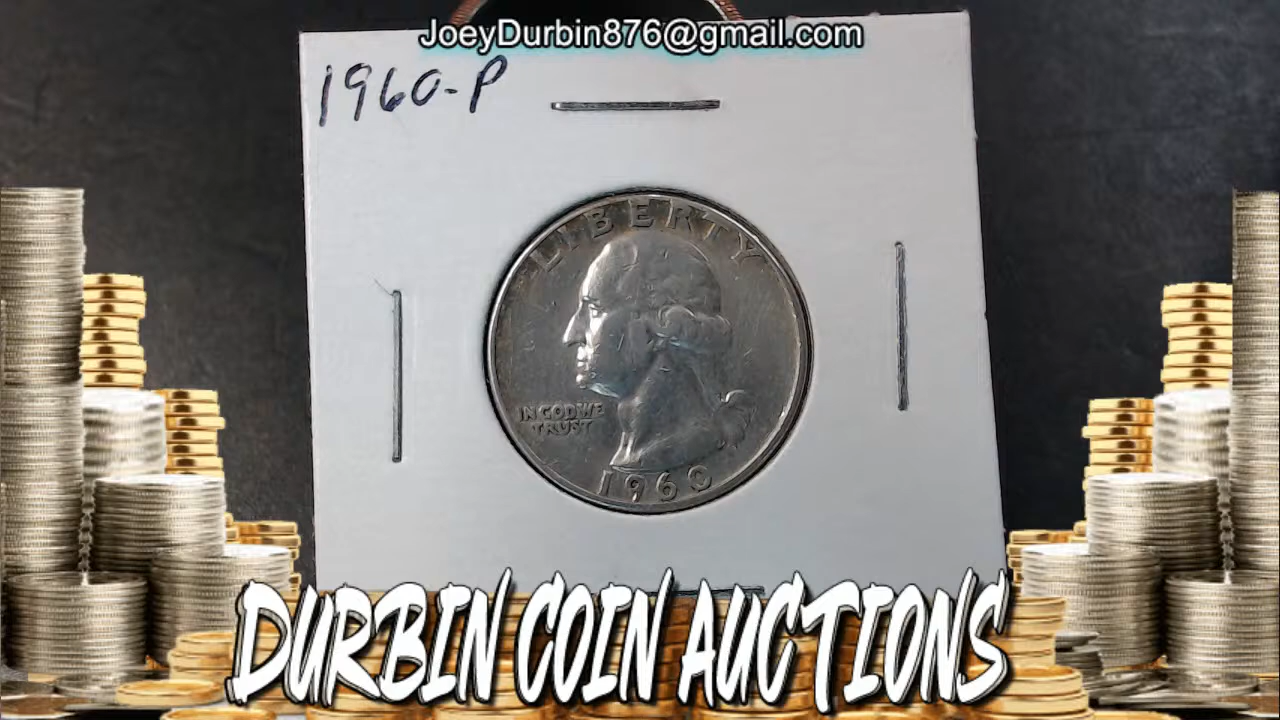 JoeyDurbin876@gmail.com
1960-P
LIBERTY
IN GOD WE
TRUST
1960
DURBIN COIN AUCTIONS